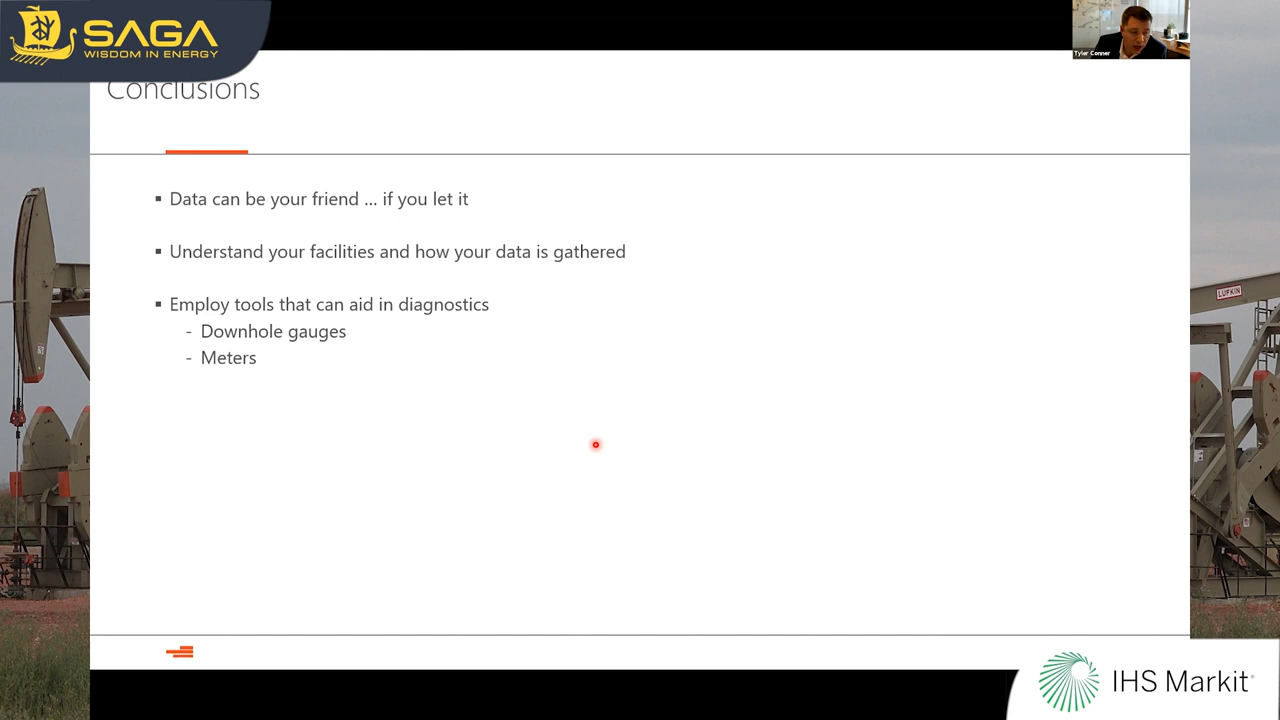 SAGA
WISDOM IN ENERGY
Tyler Conner
Conclusions
▪ Data can be your friend ... if you let it
▪ Understand your facilities and how your data is gathered
▪ Employ tools that can aid in diagnostics
- Downhole gauges
- Meters
LUFKIN
IHS Markit®